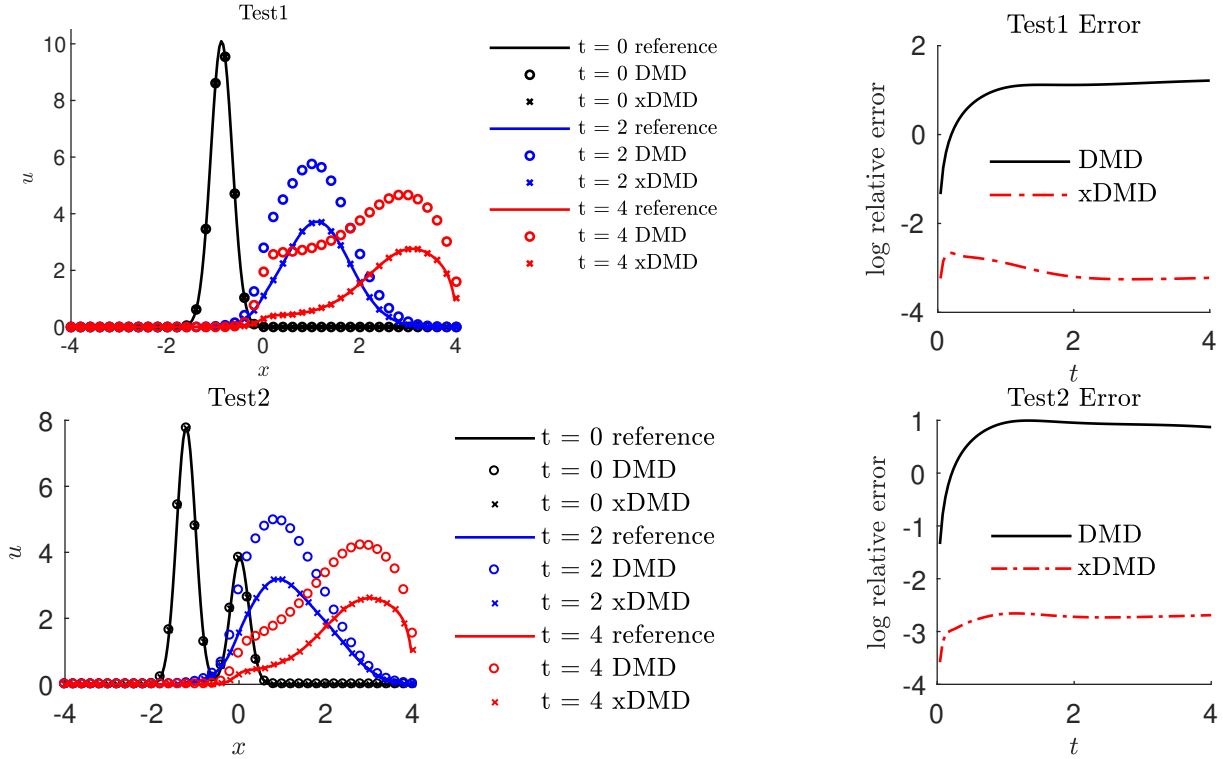 Test1
10
8
6
4
2
0
u
-4
-2
0
2
4
x
t = 0 reference
t = 0 DMD
t = 0 xDMD
t = 2 reference
t = 2 DMD
t = 2 xDMD
t = 4 reference
t = 4 DMD
t = 4 xDMD
Test1 Error
2
0
-2
-4
log relative error
DMD
xDMD
0
2
4
t
Test2
8
6
4
2
0
u
-4
-2
0
2
4
x
t = 0 reference
t = 0 DMD
t = 0 xDMD
t = 2 reference
t = 2 DMD
t = 2 xDMD
t = 4 reference
t = 4 DMD
t = 4 xDMD
Test2 Error
1
0
-1
-2
-3
-4
log relative error
DMD
xDMD
0
2
4
t